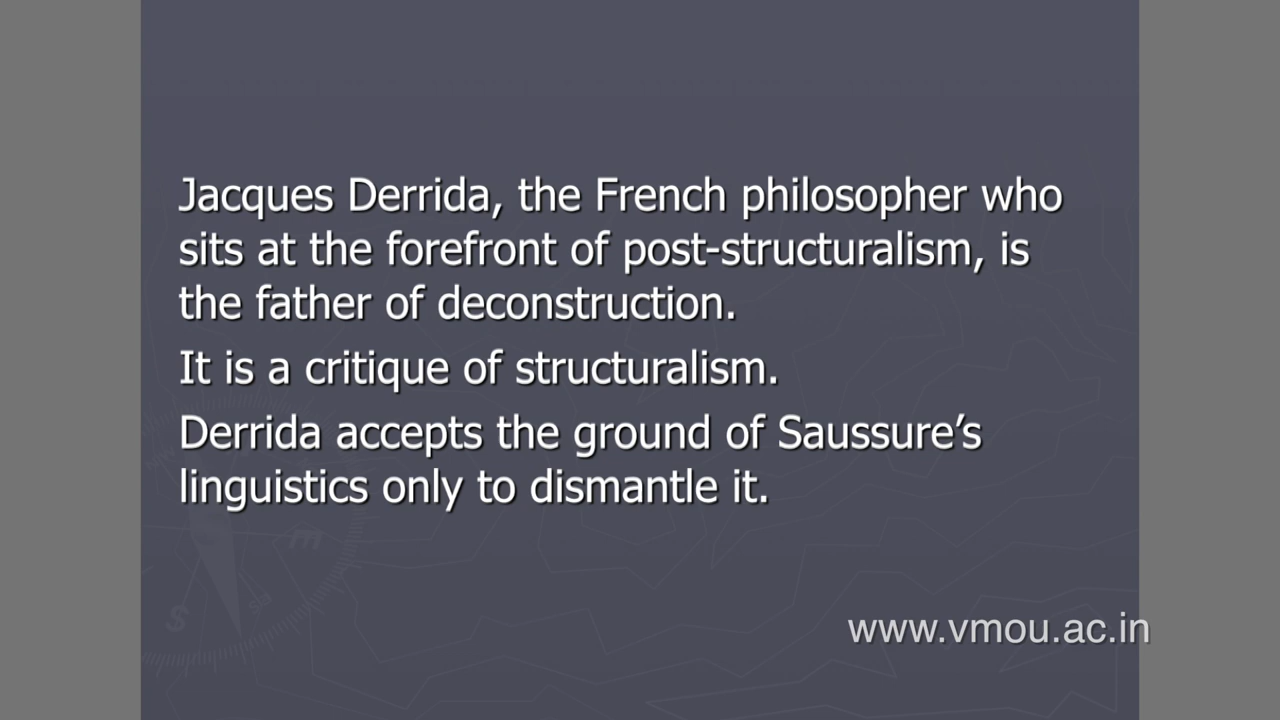 Jacques Derrida, the French philosopher who
sits at the forefront of post-structuralism, is
the father of deconstruction.
It is a critique of structuralism.
Derrida accepts the ground of Saussure’s
linguistics only to dismantle it.
www.vmou.ac.in